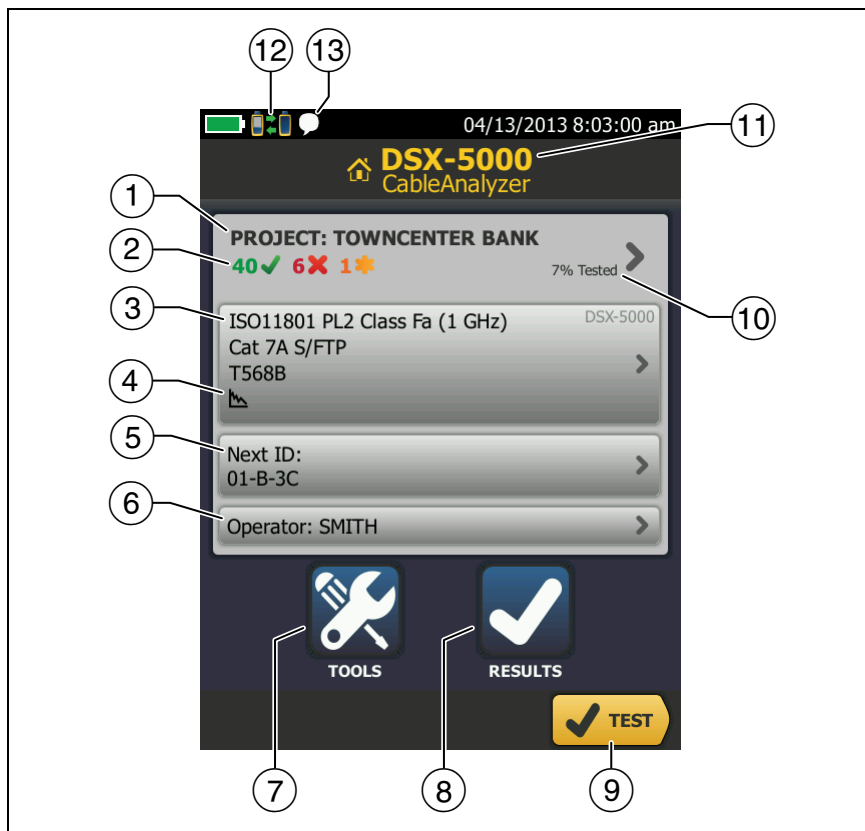 12 13
04/13/2013 8:03:00 am
11
DSX-5000
CableAnalyzer
1
PROJECT: TOWNCENTER BANK
2
40 6 1
7% Tested
10
3
ISO11801 PL2 Class Fa (1 GHz)
DSX-5000
Cat 7A S/FTP
T568B
4
5
Next ID:
01-B-3C
6
Operator: SMITH
TOOLS
RESULTS
TEST
7 8 9